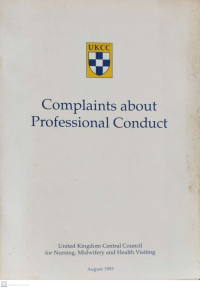 UKCC
Complaints about
Professional Conduct
United Kingdom Central Council
for Nursing, Midwifery and Health Visiting
August 1993